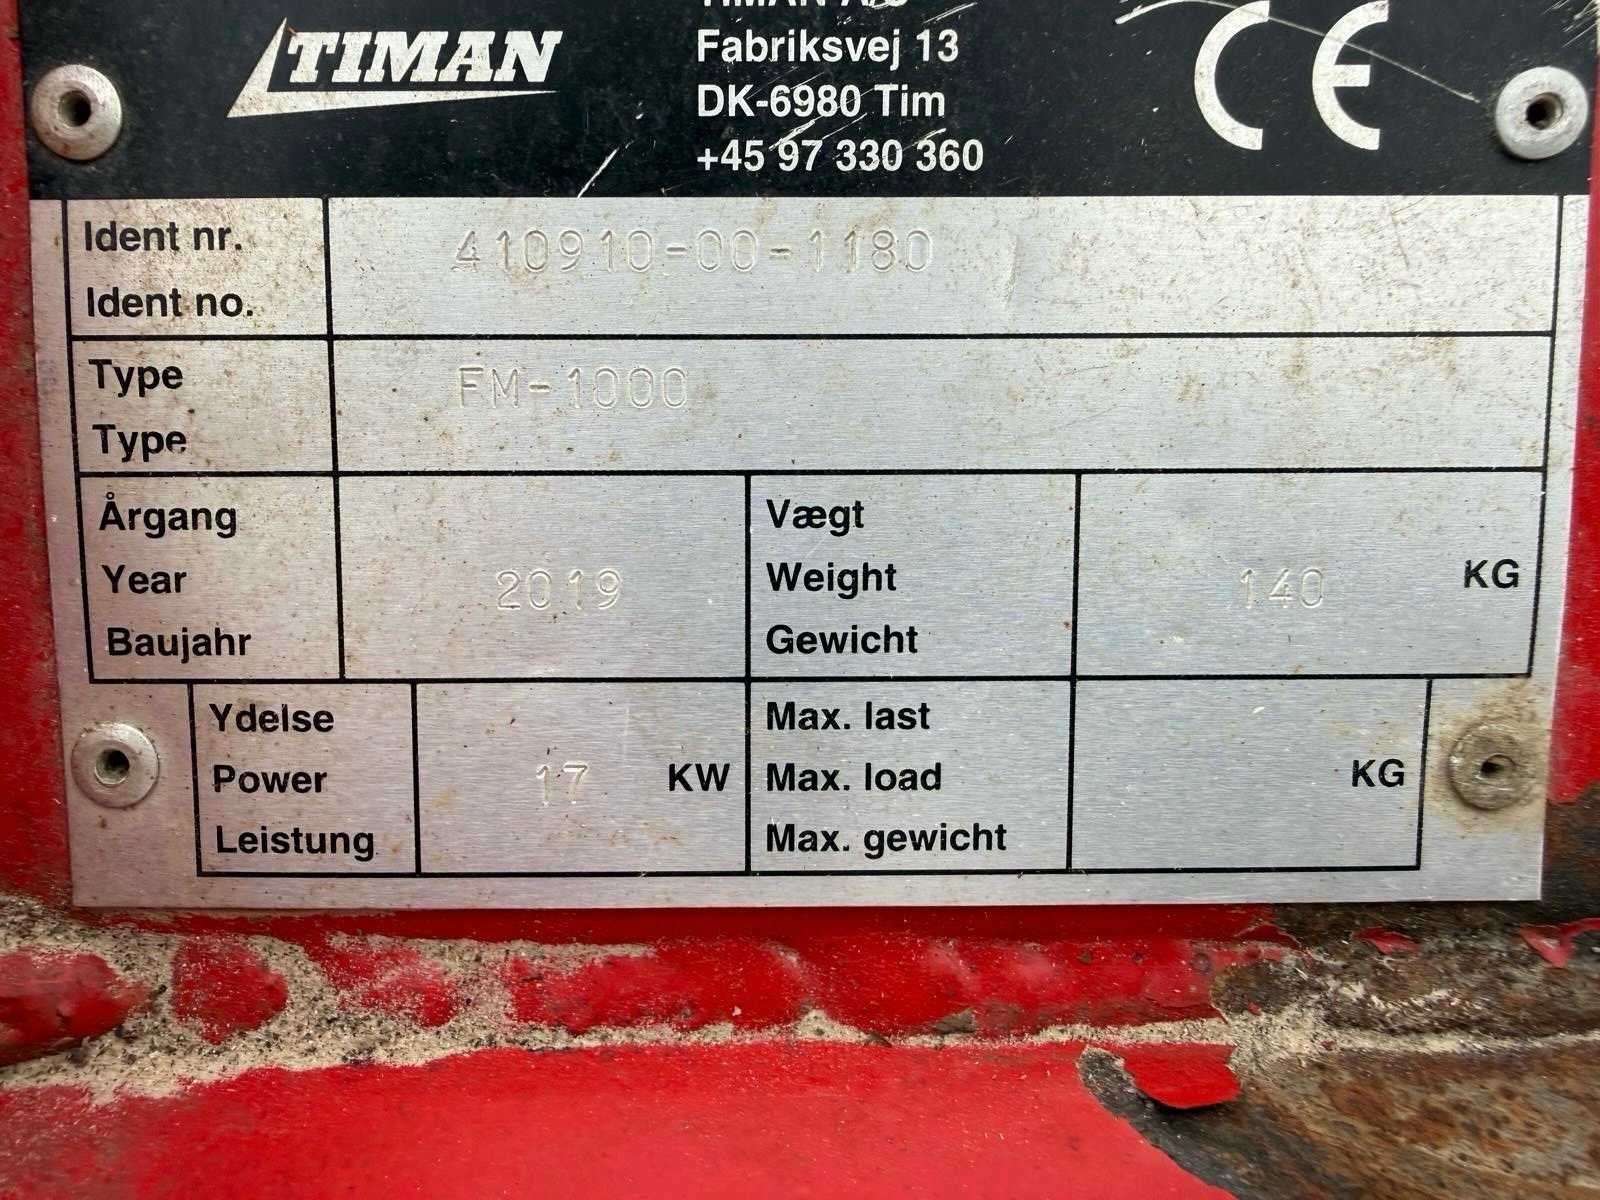 TIMAN
TIMAN A/S
Fabriksvej 13
DK-6980 Tim
+45 97 330 360
CE
Ident nr.
Ident no.
410910-00-1180
Type
Type
FM-1000
Årgang
Year
Baujahr
2019
Vægt
Weight
Gewicht
140 KG
Ydelse
Power
Leistung
17 KW
Max. last
Max. load
Max. gewicht
KG